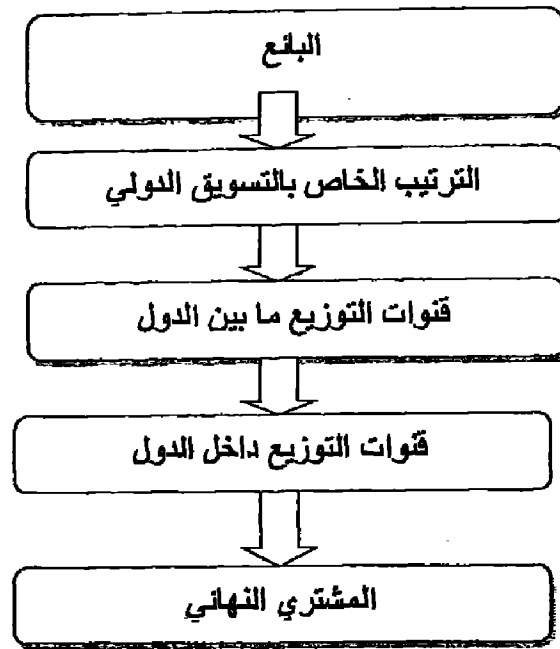 البائع
الترتيب الخاص بالتسويق الدولي
قنوات التوزيع ما بين الدول
قنوات التوزيع داخل الدول
المشتري النهائي